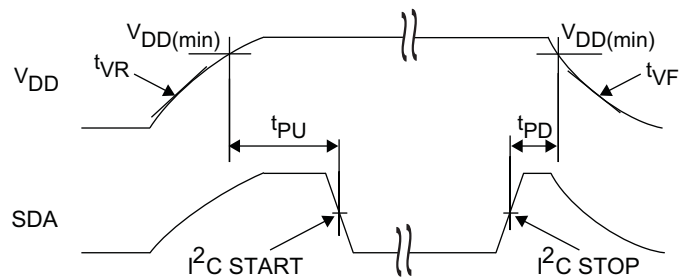 VDD(min)
VDD(min)
tVR
tVF
VDD
tPU
tPD
SDA
I2C START
I2C STOP